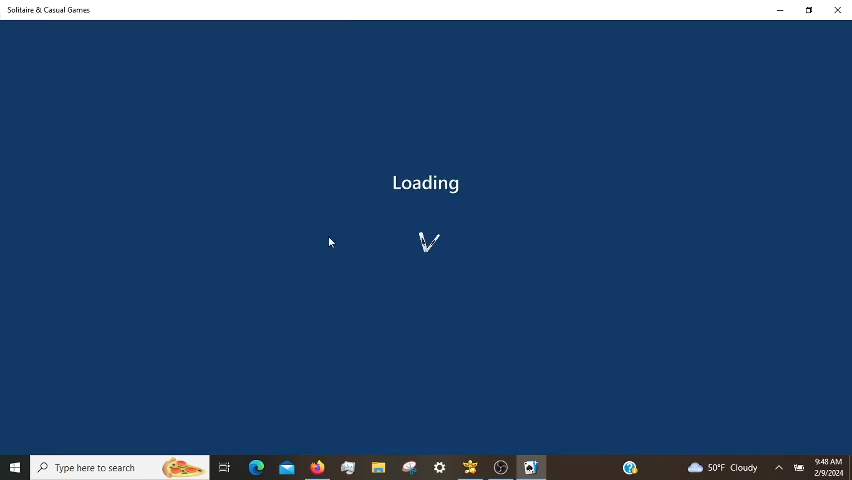 Solitaire & Casual Games
Loading
Type here to search
50°F Cloudy
9:48 AM
2/9/2024